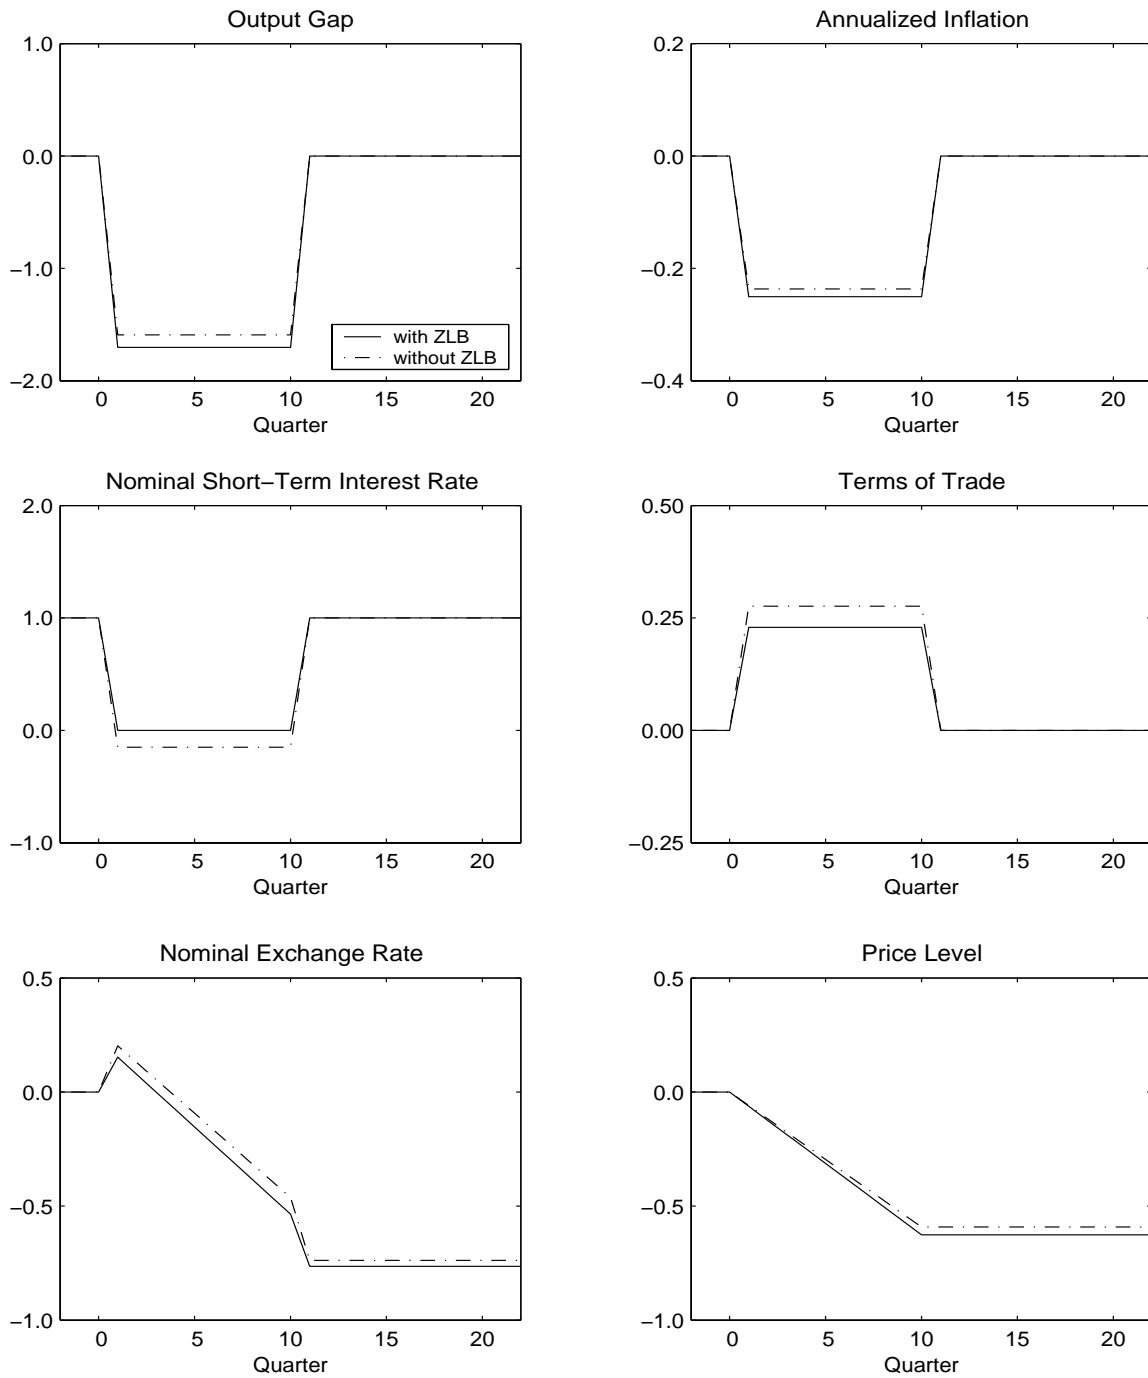 Output Gap
1.0
0.0
−1.0
−2.0
0 5 10 15 20
Quarter
with ZLB
without ZLB
Annualized Inflation
0.2
0.0
−0.2
−0.4
0 5 10 15 20
Quarter
Nominal Short−Term Interest Rate
2.0
1.0
0.0
−1.0
0 5 10 15 20
Quarter
Terms of Trade
0.50
0.25
0.00
−0.25
0 5 10 15 20
Quarter
Nominal Exchange Rate
0.5
0.0
−0.5
−1.0
0 5 10 15 20
Quarter
Price Level
0.5
0.0
−0.5
−1.0
0 5 10 15 20
Quarter